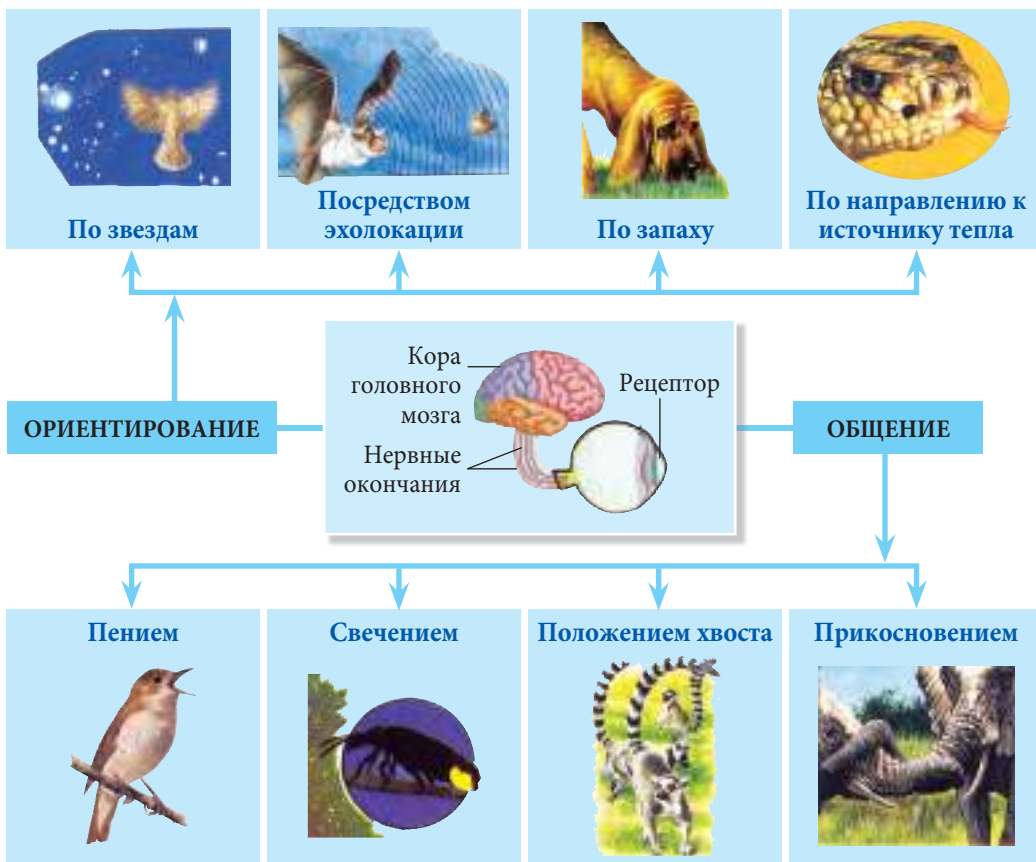 По звездам
Посредством
эхолокации
По запаху
По направлению к
источнику тепла
Кора
головного
мозга
Рецептор
Нервные
окончания
ОРИЕНТИРОВАНИЕ
ОБЩЕНИЕ
Пением
Свечением
Положением хвоста
Прикосновением